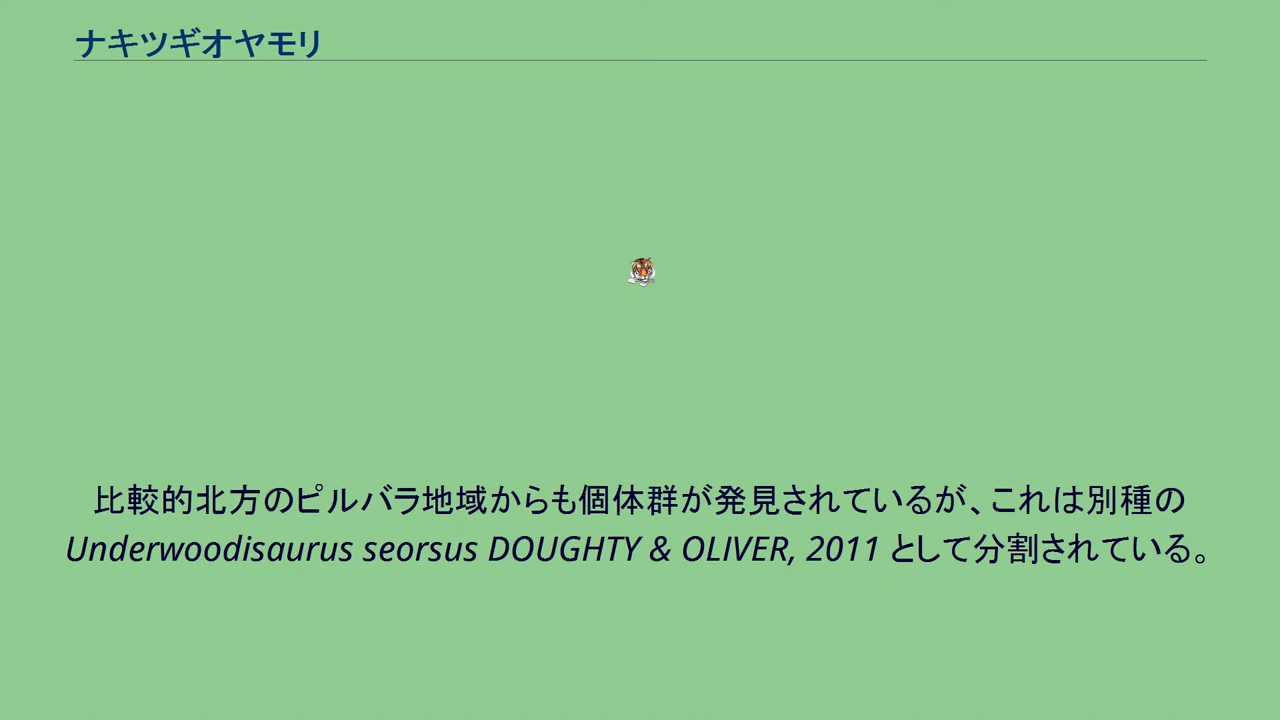 ナキツギオヤモリ
比較的北方のピルバラ地域からも個体群が発見されているが、これは別種の
Underwoodisaurus seorsus DOUGHTY & OLIVER, 2011 として分割されている。